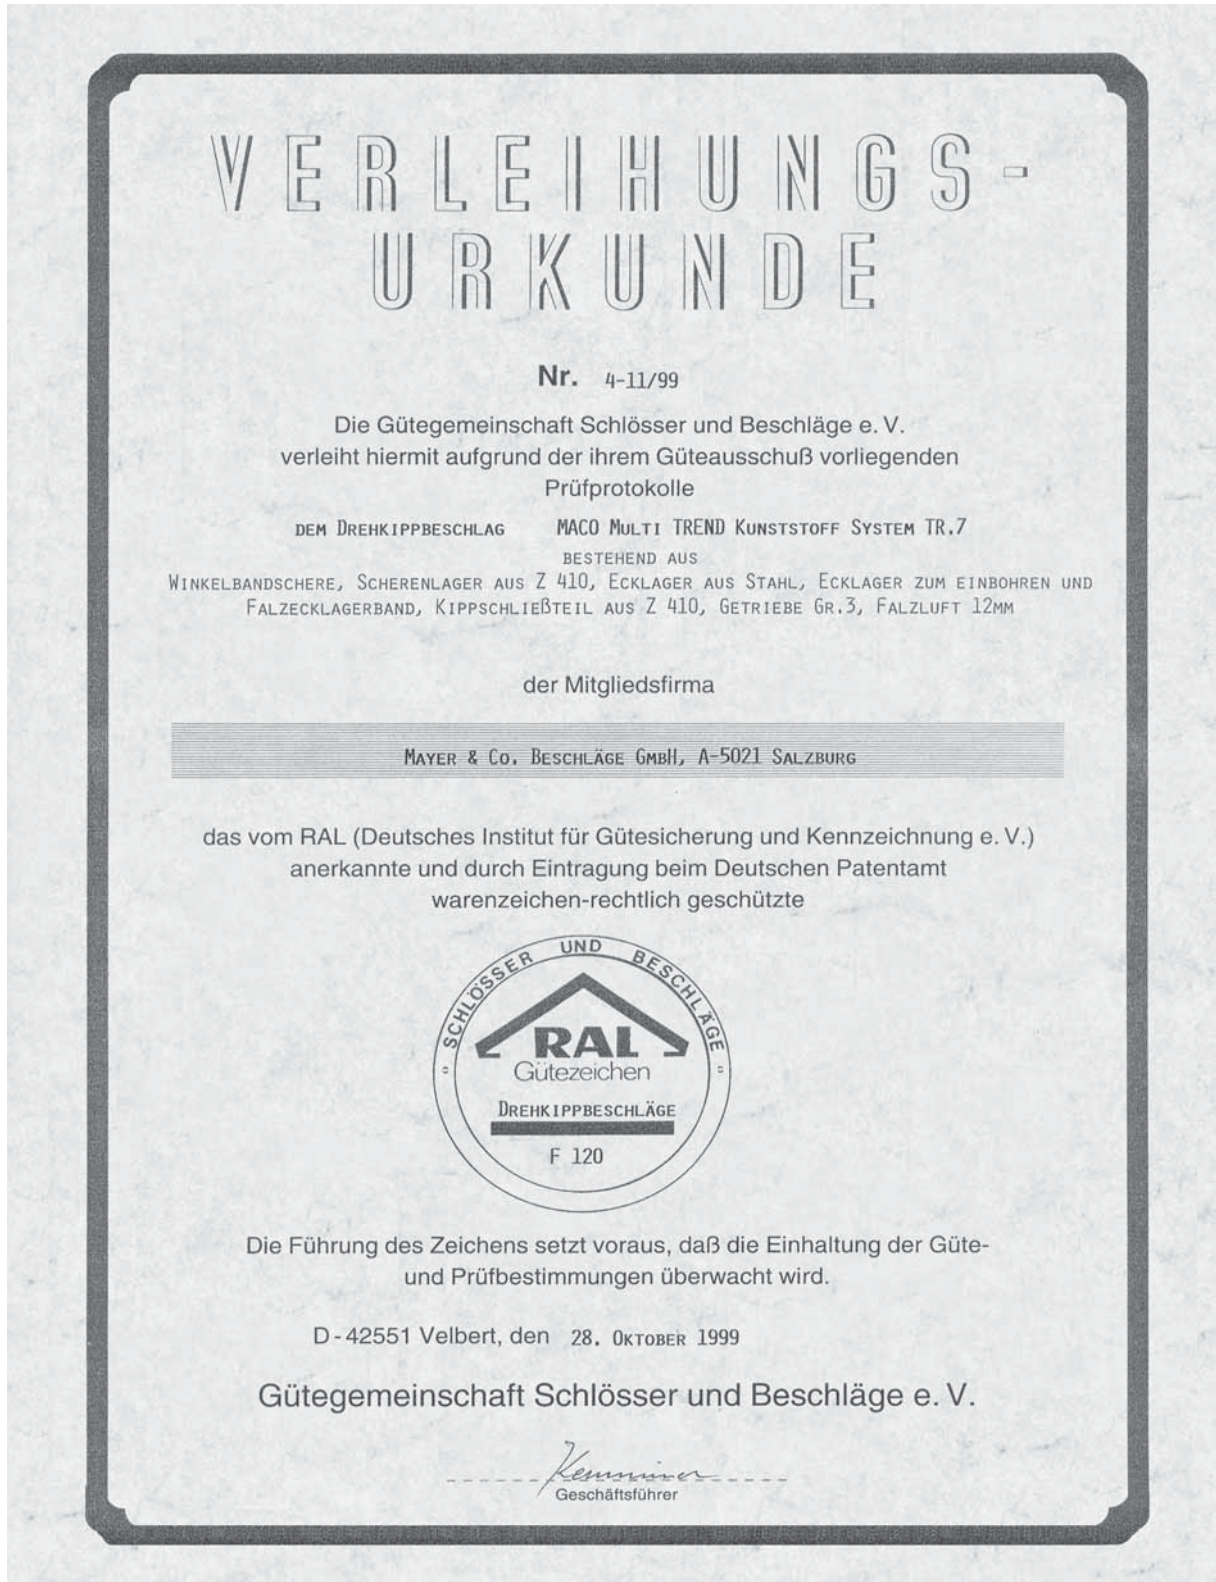 VERLEIHUNGS-
URKUNDE
Nr. 4-11/99
Die Gütegemeinschaft Schlösser und Beschläge e. V.
verleiht hiermit aufgrund der ihrem Güteausschuß vorliegenden
Prüfprotokolle
DEM DREHKIPPBESCHLAG MACO MULTI TREND KUNSTSTOFF SYSTEM TR.7
BESTEHEND AUS
WINKELBANDSCHERE, SCHERENLAGER AUS Z 410, ECKLAGER AUS STAHL, ECKLAGER ZUM EINBOHREN UND
FALZECKLAGERBAND, KIPPSCHLIEßTEIL AUS Z 410, GETRIEBE GR.3, FALZLUFT 12MM
der Mitgliedsfirma
MAYER & CO. BESCHLÄGE GMBH, A-5021 SALZBURG
das vom RAL (Deutsches Institut für Gütesicherung und Kennzeichnung e. V.)
anerkannte und durch Eintragung beim Deutschen Patentamt
warenzeichen-rechtlich geschützte
SCHLÖSSER UND BESCHLÄGE
RAL
Gütezeichen
DREHKIPPBESCHLÄGE
F 120
Die Führung des Zeichens setzt voraus, daß die Einhaltung der Güte-
und Prüfbestimmungen überwacht wird.
D-42551 Velbert, den 28. OKTOBER 1999
Gütegemeinschaft Schlösser und Beschläge e. V.
Geschäftsführer